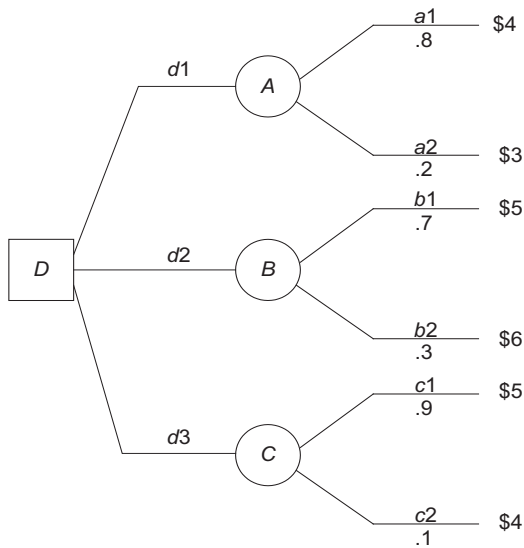 a1 $4
.8
d1
A
a2 $3
.2
b1 $5
.7
d2
D
B
b2 $6
.3
c1 $5
.9
d3
C
c2 $4
.1